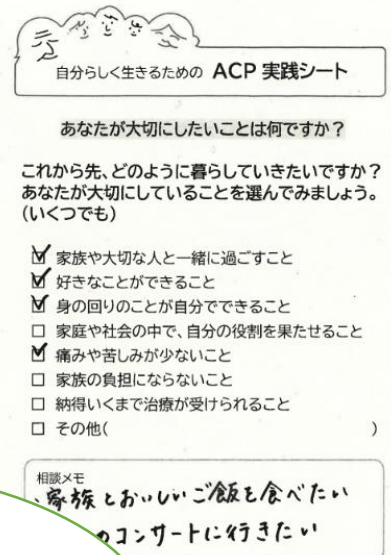 自分らしく生きるための ACP 実践シート
あなたが大切にしたいことは何ですか？
これから先、どのように暮らしていきたいですか？
あなたが大切にしていることを選んでみましょう。
(いくつでも)
☑ 家族や大切な人と一緒に過ごすこと
☑ 好きなことができること
☑ 身の回りのことが自分でできること
□ 家庭や社会の中で、自分の役割を果たせること
☑ 痛みや苦しみが少ないこと
□ 家族の負担にならないこと
□ 納得いくまで治療が受けられること
□ その他( )
相談メモ
・家族とおいしいご飯を食べたい
のコンサートに行きたい